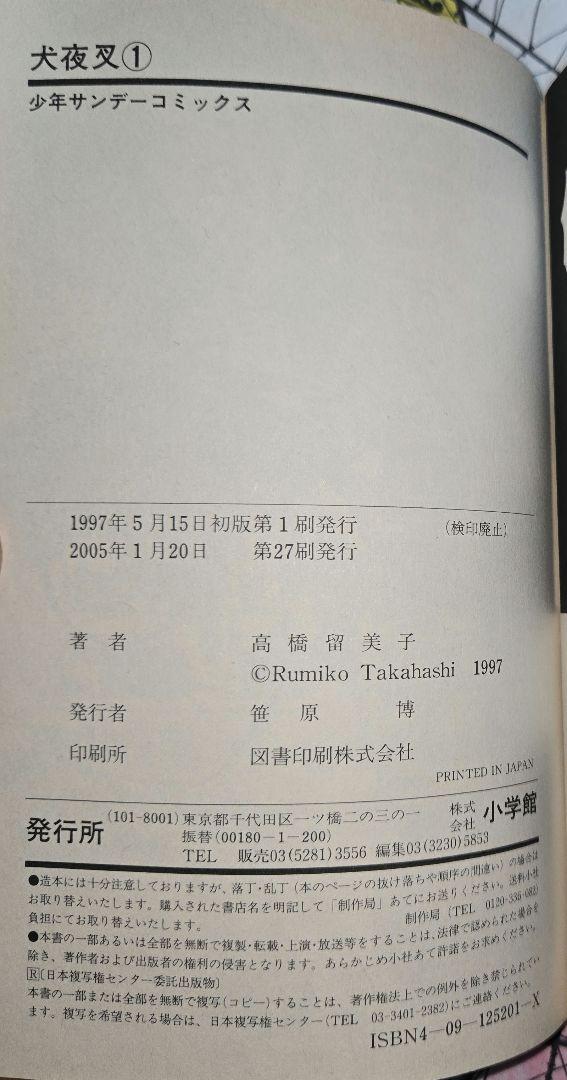 犬夜叉①
少年サンデーコミックス
1997年5月15日初版第1刷発行 (検印廃止)
2005年1月20日 第27刷発行
著者 高橋留美子
©Rumiko Takahashi 1997
発行者 笹原 博
印刷所 図書印刷株式会社
PRINTED IN JAPAN
発行所 (101-8001)東京都千代田区一ツ橋二の三の一 株式会社 小学館
振替(00180-1-200)
TEL 販売03(5281)3556 編集03(3230)5853
●造本には十分注意しておりますが、落丁・乱丁(本のページの抜け落ちや順序の間違い)の場合は
お取り替えいたします。購入された書店名を明記して「制作局」あてにお送りください。送料小社
負担にてお取り替えいたします。 制作局(TEL 0120-336-082)
●本書の一部あるいは全部を無断で複製・転載・上演・放送等をすることは、法律で認められた場合を
除き、著作者および出版者の権利の侵害となります。あらかじめ小社あて許諾をお求めください。
R〔日本複写権センター委託出版物〕
本書の一部または全部を無断で複写(コピー)することは、著作権法上での例外を除き禁じられてい
ます。複写を希望される場合は、日本複写権センター(TEL 03-3401-2382)にご連絡ください。
ISBN4-09-125201-X